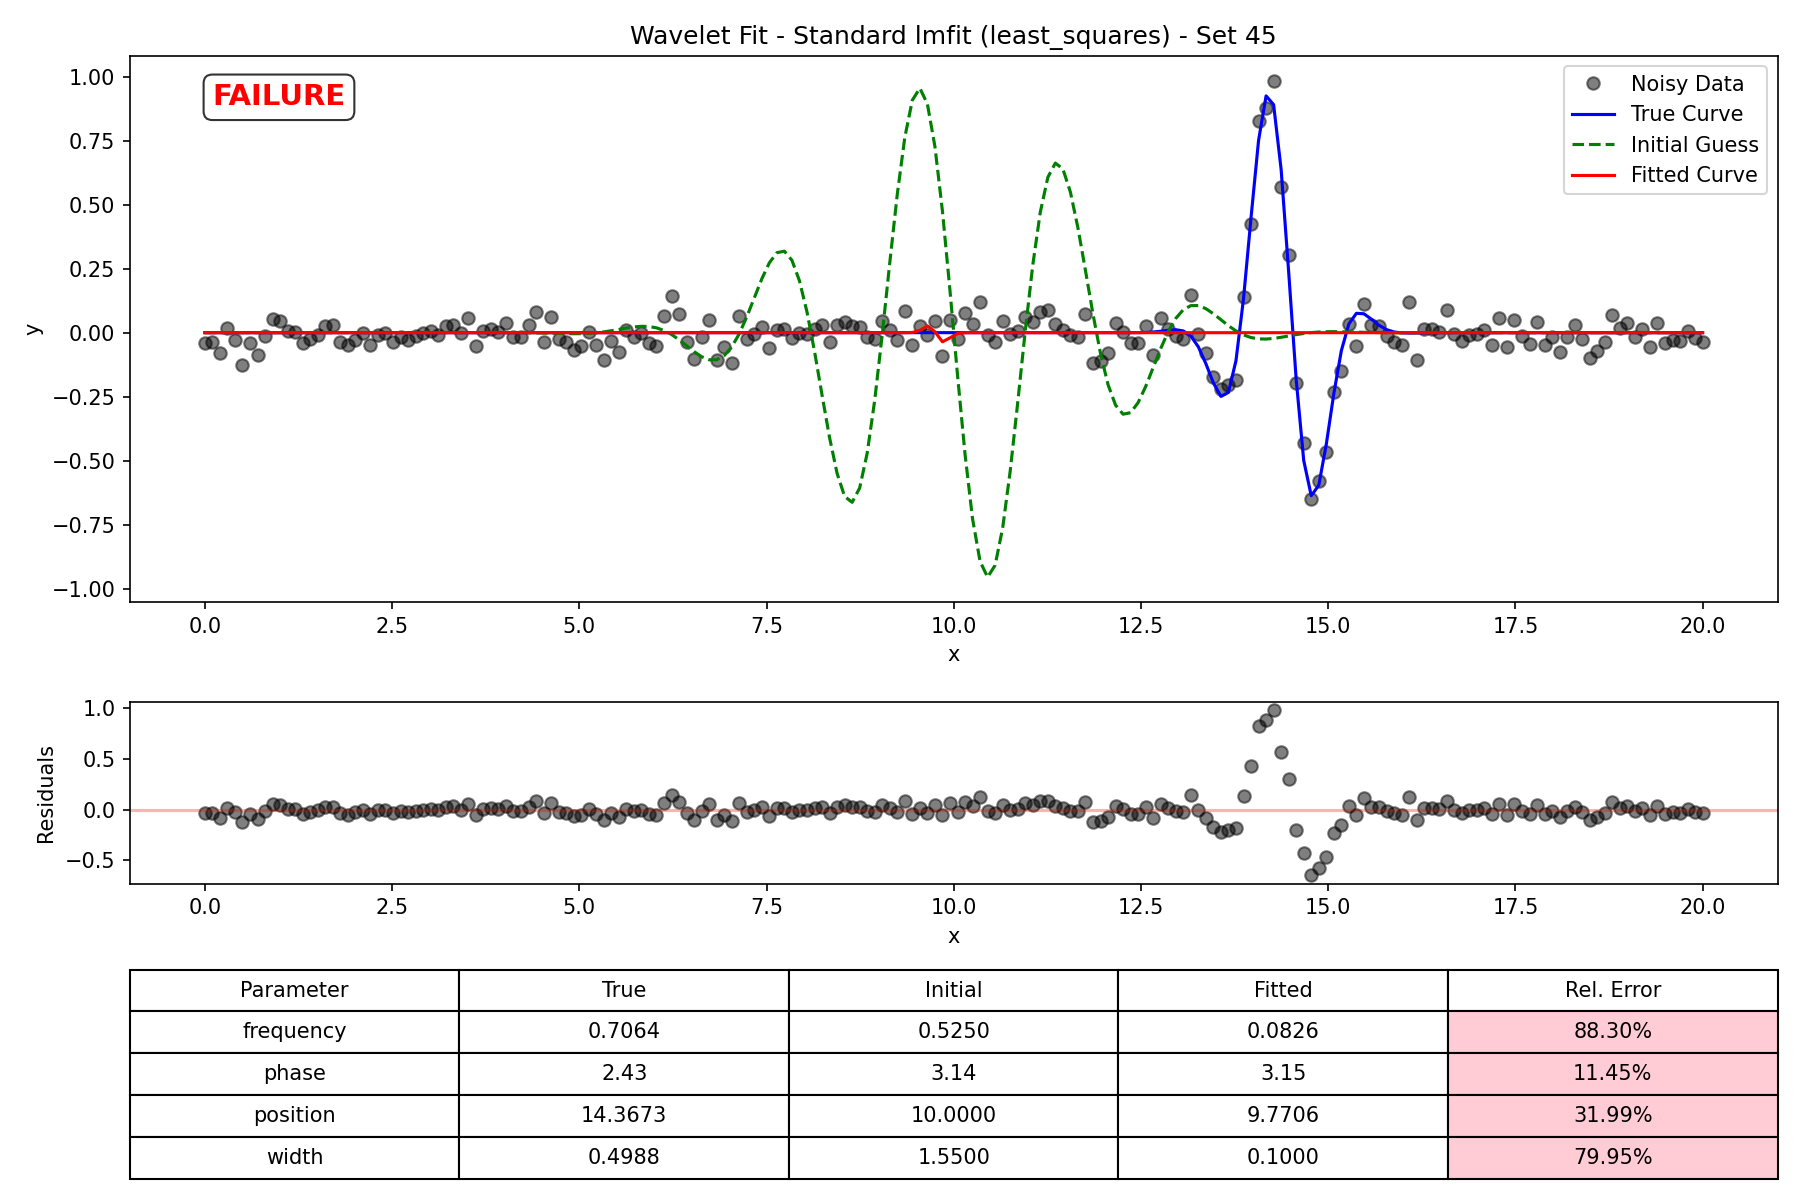 Wavelet Fit - Standard lmfit (least_squares) - Set 45
FAILURE
Noisy Data
True Curve
Initial Guess
Fitted Curve
1.00
0.75
0.50
0.25
0.00
−0.25
−0.50
−0.75
−1.00
y
0.0 2.5 5.0 7.5 10.0 12.5 15.0 17.5 20.0
x
1.0
0.5
0.0
−0.5
Residuals
0.0 2.5 5.0 7.5 10.0 12.5 15.0 17.5 20.0
x
Parameter True Initial Fitted Rel. Error
frequency 0.7064 0.5250 0.0826 88.30%
phase 2.43 3.14 3.15 11.45%
position 14.3673 10.0000 9.7706 31.99%
width 0.4988 1.5500 0.1000 79.95%